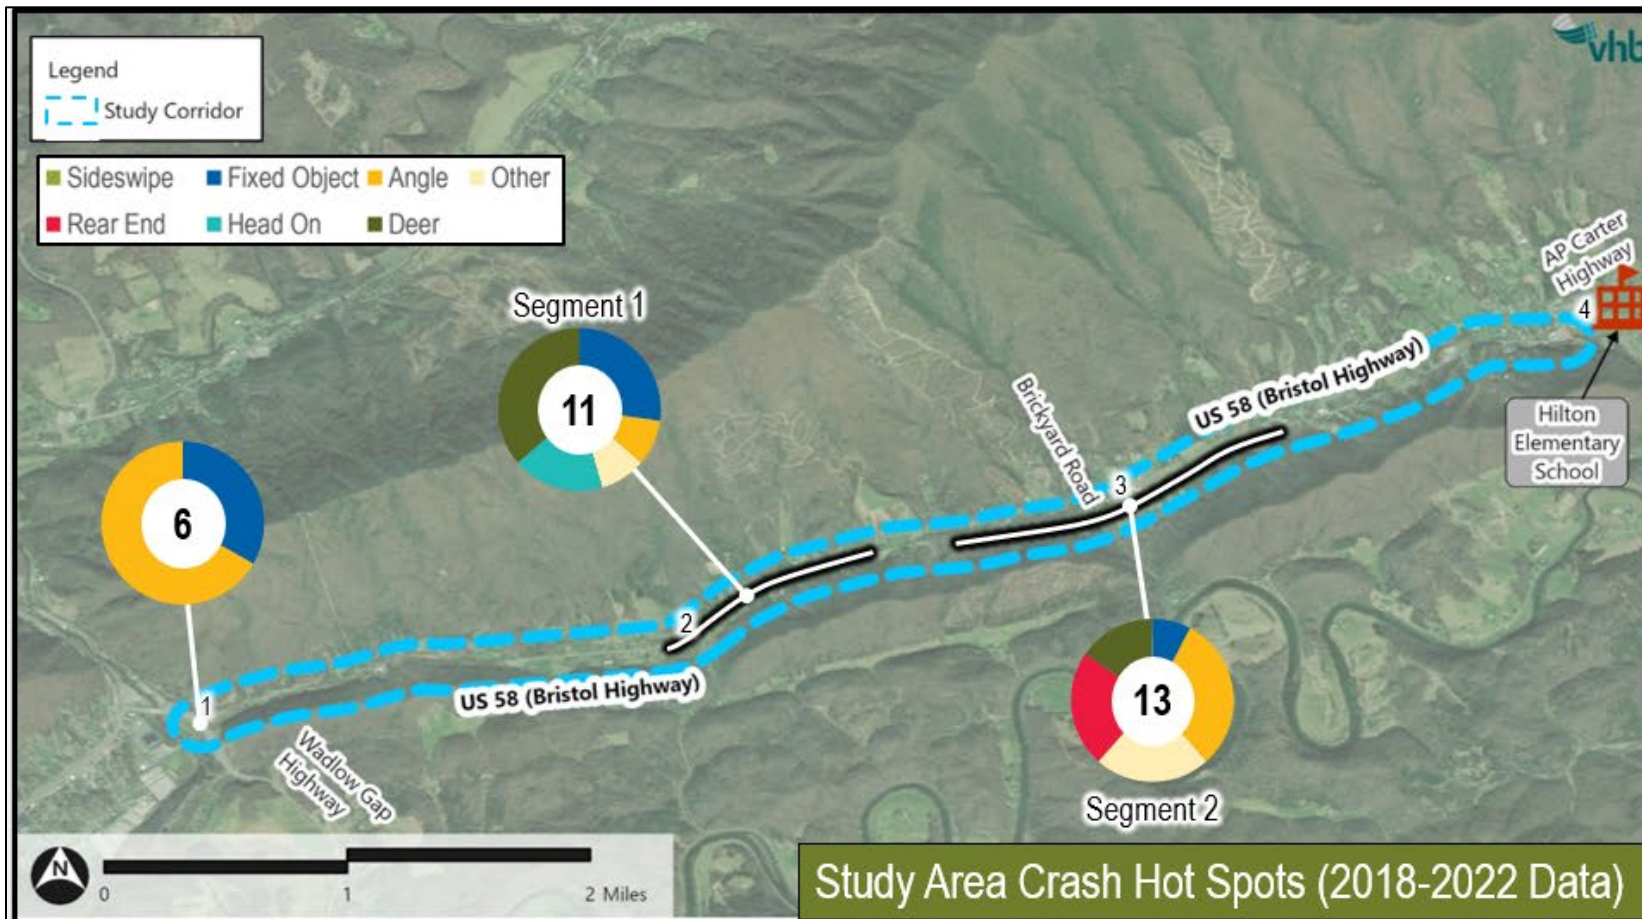 vhb
Legend
Study Corridor
Sideswipe Fixed Object Angle Other
Rear End Head On Deer
AP Carter
Highway
4
Segment 1
11
Brickyard Road
US 58 (Bristol Highway)
Hilton
Elementary
School
6
3
2
US 58 (Bristol Highway)
1
Wadlow Gap
Highway
13
Segment 2
N
0 1 2 Miles
Study Area Crash Hot Spots (2018-2022 Data)